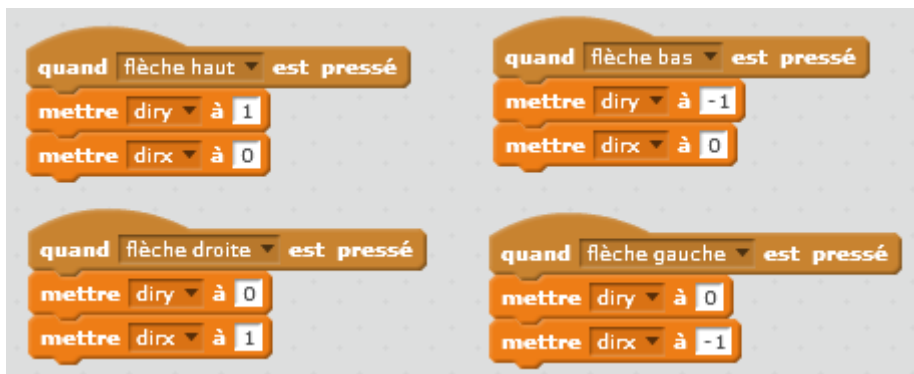 quand flèche haut est pressé
mettre diry à 1
mettre dirx à 0
quand flèche bas est pressé
mettre diry à -1
mettre dirx à 0
quand flèche droite est pressé
mettre diry à 0
mettre dirx à 1
quand flèche gauche est pressé
mettre diry à 0
mettre dirx à -1